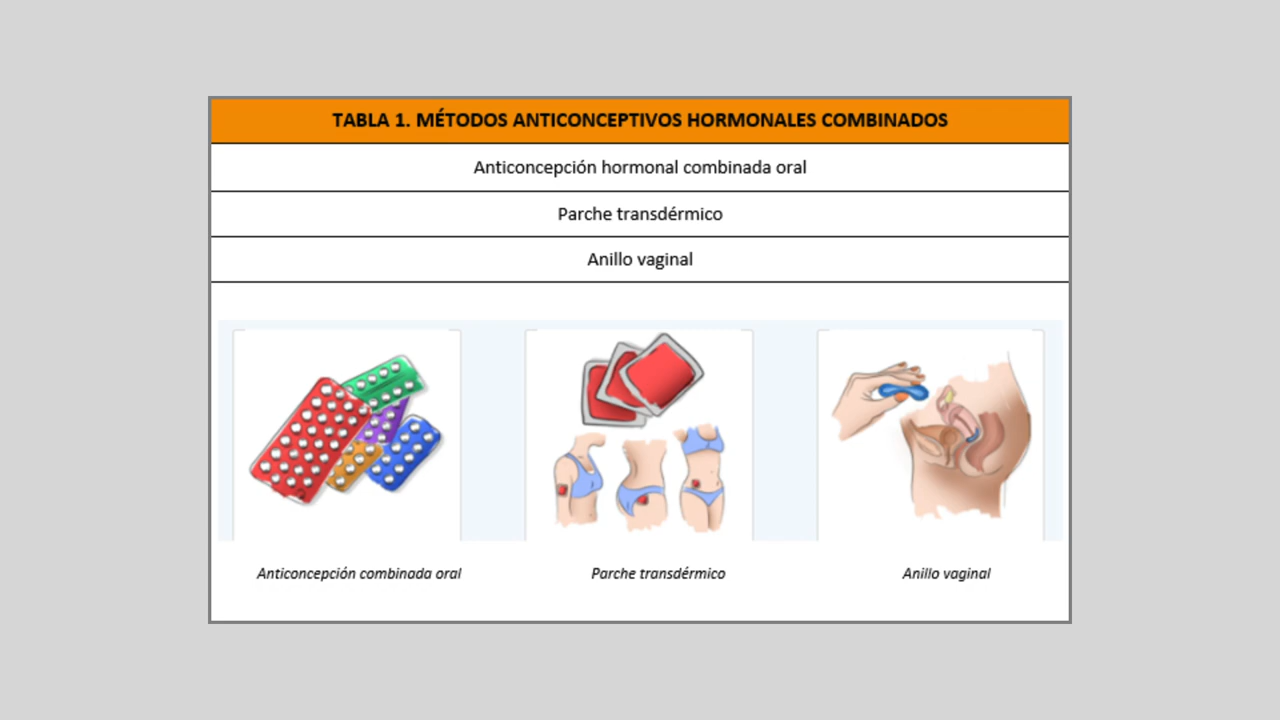 TABLA 1. MÉTODOS ANTICONCEPTIVOS HORMONALES COMBINADOS
Anticoncepción hormonal combinada oral
Parche transdérmico
Anillo vaginal
Anticoncepción combinada oral
Parche transdérmico
Anillo vaginal